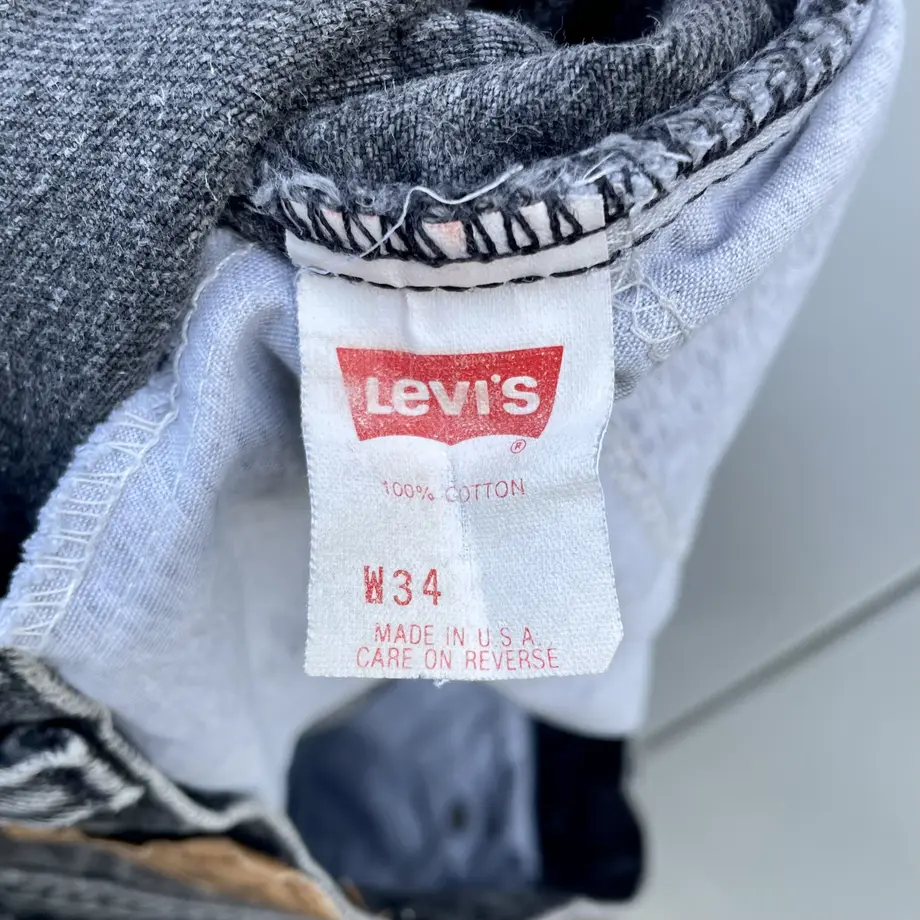 Levi's
®
100% COTTON
W34
MADE IN U S A
CARE ON REVERSE